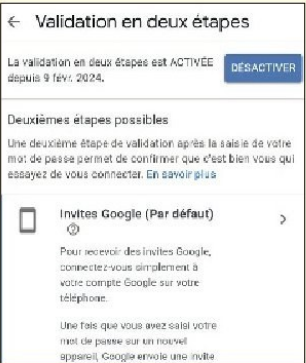 ← Validation en deux étapes
La validation en deux étapes est ACTIVÉE
depuis 9 févr. 2024.
DÉSACTIVER
Deuxièmes étapes possibles
Une deuxième étape de validation après la saisie de votre
mot de passe permet de confirmer que c'est bien vous qui
essayez de vous connecter. En savoir plus
Invites Google (Par défaut)
Pour recevoir des invites Google,
connectez-vous simplement à
votre compte Google sur votre
téléphone.
Une fois que vous avez saisi votre
mot de passe sur un nouvel
appareil, Google envoie une invite